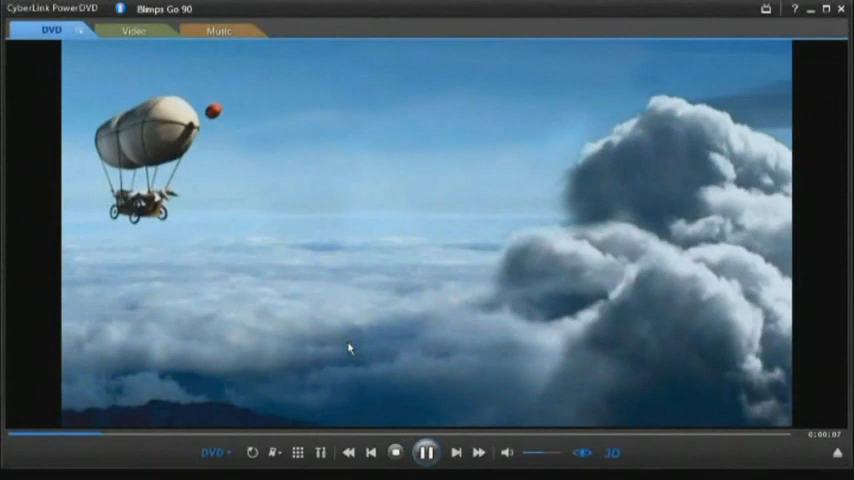 CyberLink PowerDVD Blimps Go 90
?
DVD Video Music
0:00:07
DVD 3D